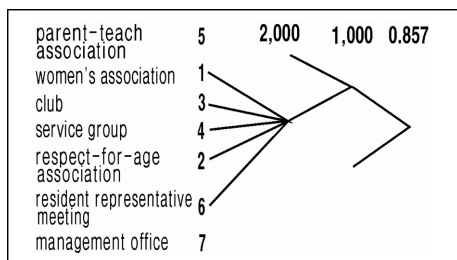 parent-teach 5 2,000 1,000 0.857
association
women's association 1
club 3
service group 4
respect-for-age 2
association
resident representative 6
meeting
management office 7